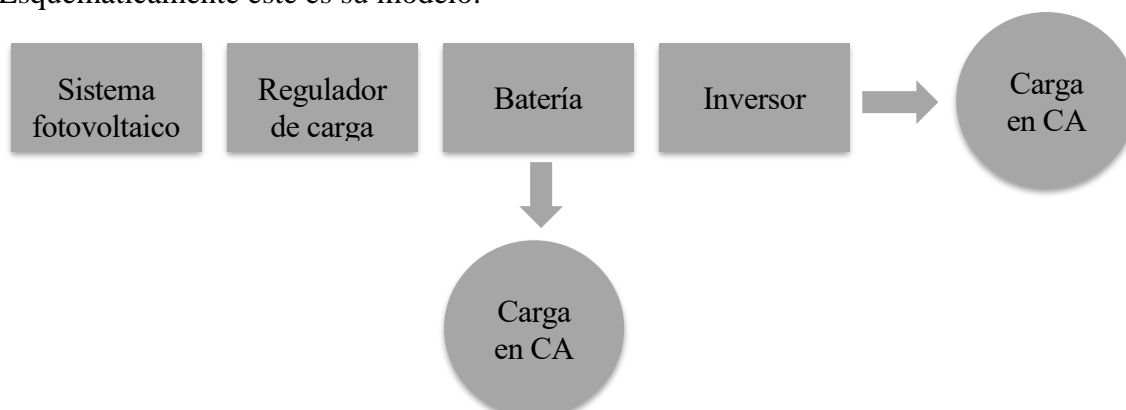 Esquemáticamente este es su modelo:
Sistema
fotovoltaico
Regulador
de carga
Batería
Inversor
Carga
en CA
Carga
en CA